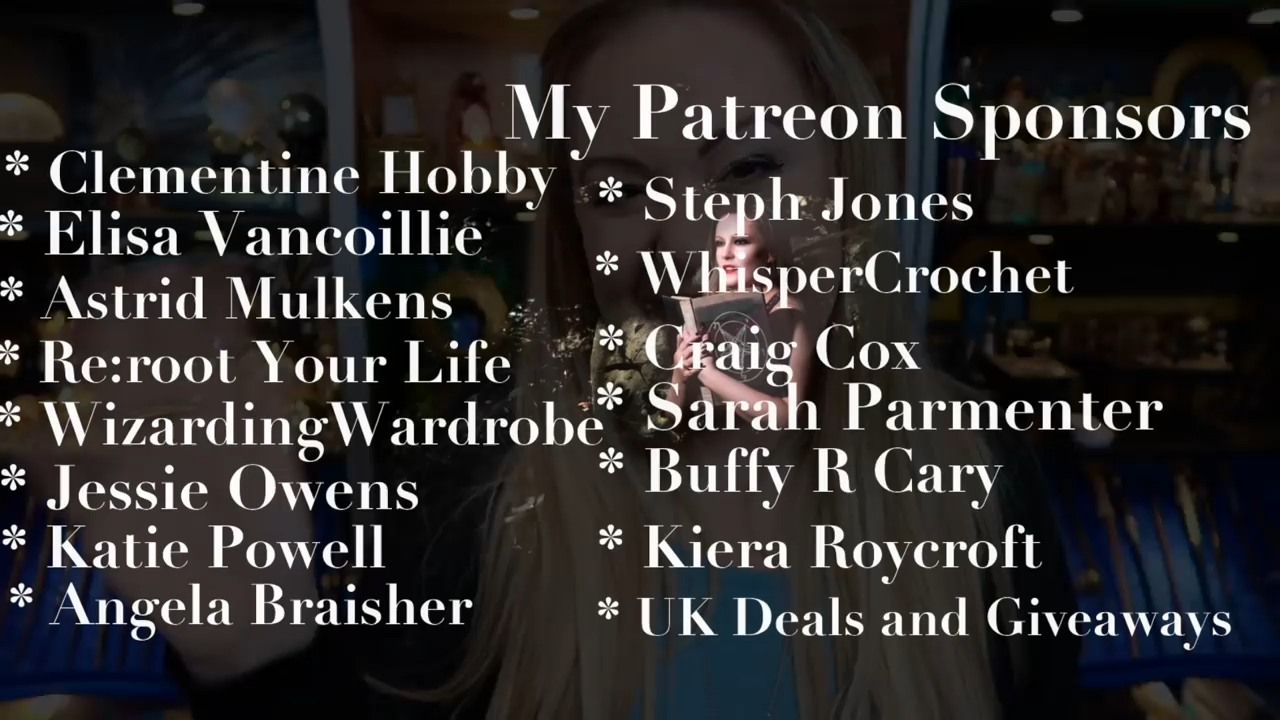 My Patreon Sponsors
* Clementine Hobby
* Elisa Vancoillie
* Astrid Mulkens
* Re:root Your Life
* WizardingWardrobe
* Jessie Owens
* Katie Powell
* Angela Braisher
* Steph Jones
* WhisperCrochet
* Craig Cox
* Sarah Parmenter
* Buffy R Cary
* Kiera Roycroft
* UK Deals and Giveaways